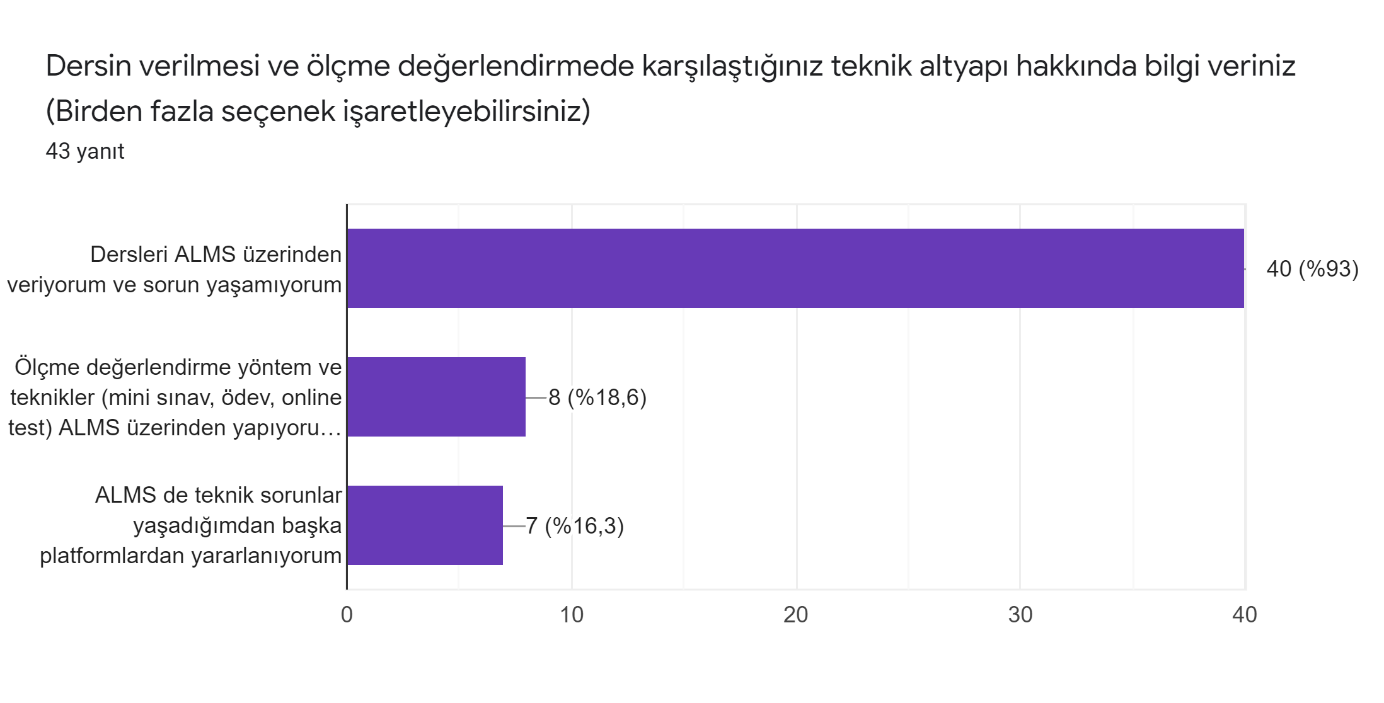 Dersin verilmesi ve ölçme değerlendirmede karşılaştığınız teknik altyapı hakkında bilgi veriniz
(Birden fazla seçenek işaretleyebilirsiniz)
43 yanıt
Dersleri ALMS üzerinden
veriyorum ve sorun yaşamıyorum
40 (%93)
Ölçme değerlendirme yöntem ve
teknikler (mini sınav, ödev, online
test) ALMS üzerinden yapıyoru…
8 (%18,6)
ALMS de teknik sorunlar
yaşadığımdan başka
platformlardan yararlanıyorum
7 (%16,3)
0 10 20 30 40